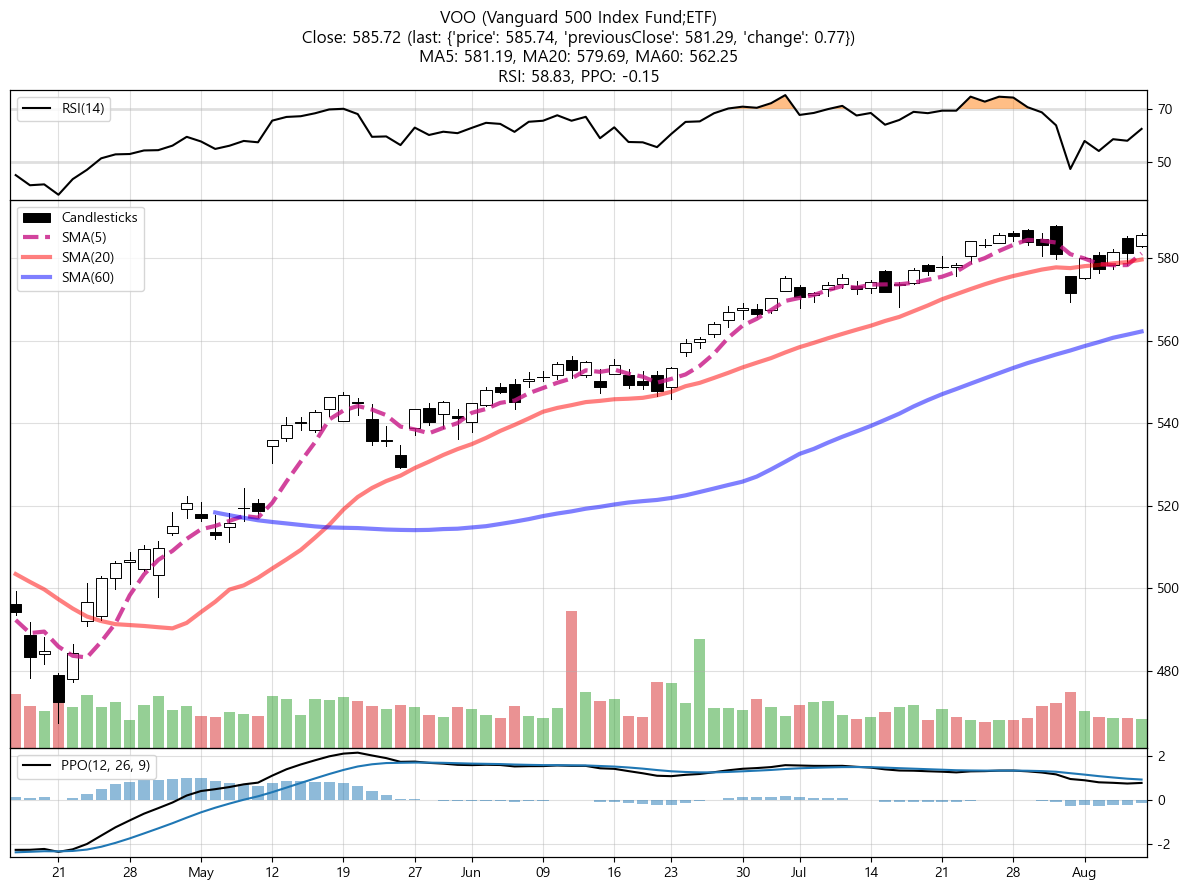 VOO (Vanguard 500 Index Fund;ETF)
Close: 585.72 (last: {'price': 585.74, 'previousClose': 581.29, 'change': 0.77})
MA5: 581.19, MA20: 579.69, MA60: 562.25
RSI: 58.83, PPO: -0.15
RSI(14)
70
50
Candlesticks
SMA(5)
SMA(20)
SMA(60)
580
560
540
520
500
480
PPO(12, 26, 9)
2
0
-2
21 28 May 12 19 27 Jun 09 16 23 30 Jul 14 21 28 Aug